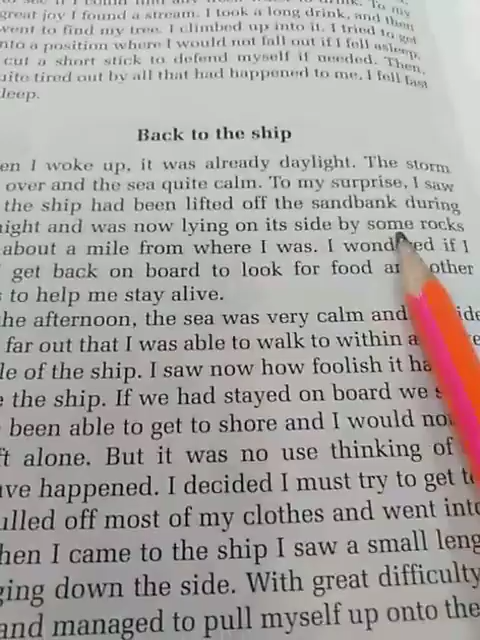 great joy I found a stream. I took a long drink, and then
went to find my tree. I climbed up into it. I tried to get
nto a position where I would not fall out if I fell asleep.
cut a short stick to defend myself if needed. Then,
uite tired out by all that had happened to me, I fell fast
leep.
Back to the ship
en I woke up, it was already daylight. The storm
over and the sea quite calm. To my surprise, I saw
the ship had been lifted off the sandbank during
ight and was now lying on its side by some rocks
about a mile from where I was. I wond ed if I
get back on board to look for food a other
to help me stay alive.
he afternoon, the sea was very calm and ide
far out that I was able to walk to within a
le of the ship. I saw now how foolish it ha
the ship. If we had stayed on board we
been able to get to shore and I would no
ft alone. But it was no use thinking of
ave happened. I decided I must try to get t
ulled off most of my clothes and went into
hen I came to the ship I saw a small leng
ging down the side. With great difficulty
and managed to pull myself up onto the